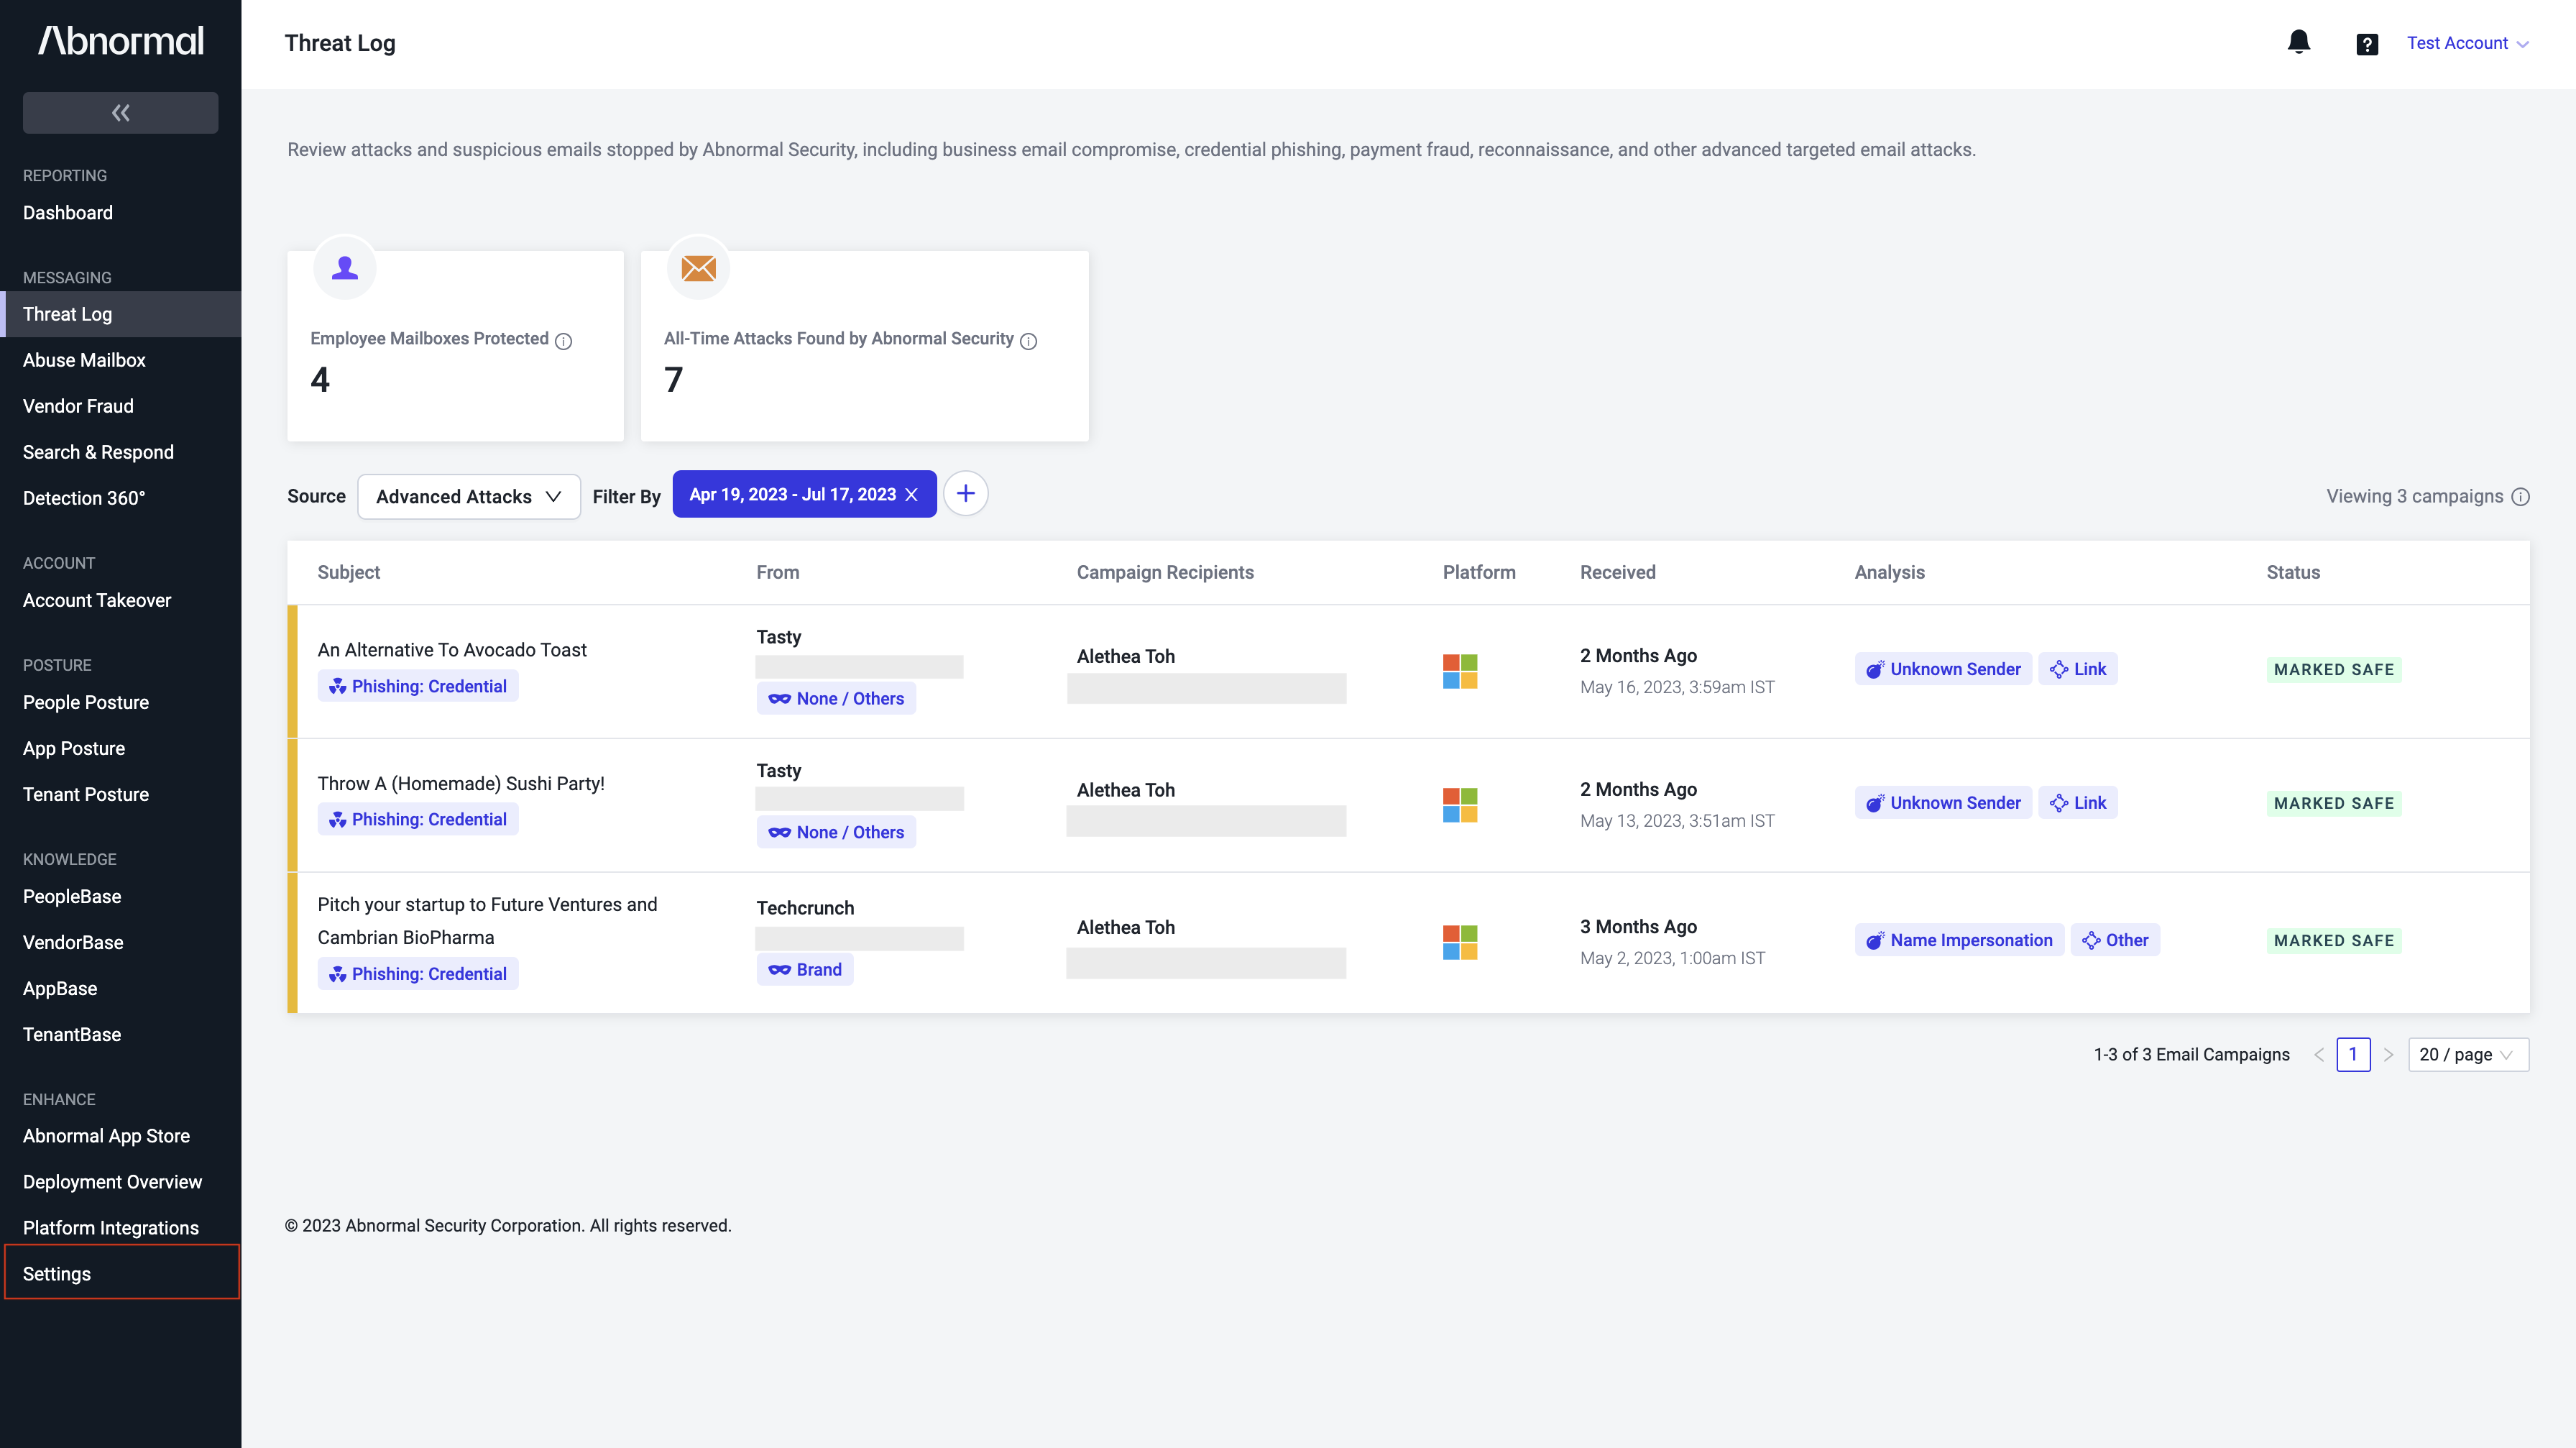 Abnormal
REPORTING
Dashboard
MESSAGING
Threat Log
Abuse Mailbox
Vendor Fraud
Search & Respond
Detection 360°
ACCOUNT
Account Takeover
POSTURE
People Posture
App Posture
Tenant Posture
KNOWLEDGE
PeopleBase
VendorBase
AppBase
TenantBase
ENHANCE
Abnormal App Store
Deployment Overview
Platform Integrations
Settings
Threat Log
Test Account
Review attacks and suspicious emails stopped by Abnormal Security, including business email compromise, credential phishing, payment fraud, reconnaissance, and other advanced targeted email attacks.
Employee Mailboxes Protected
4
All-Time Attacks Found by Abnormal Security
7
Source Advanced Attacks Filter By Apr 19, 2023 - Jul 17, 2023 Viewing 3 campaigns
Subject From Campaign Recipients Platform Received Analysis Status
An Alternative To Avocado Toast
Phishing: Credential
Tasty
None / Others
Alethea Toh
2 Months Ago
May 16, 2023, 3:59am IST
Unknown Sender Link
MARKED SAFE
Throw A (Homemade) Sushi Party!
Phishing: Credential
Tasty
None / Others
Alethea Toh
2 Months Ago
May 13, 2023, 3:51am IST
Unknown Sender Link
MARKED SAFE
Pitch your startup to Future Ventures and
Cambrian BioPharma
Phishing: Credential
Techcrunch
Brand
Alethea Toh
3 Months Ago
May 2, 2023, 1:00am IST
Name Impersonation Other
MARKED SAFE
1-3 of 3 Email Campaigns 1 20 / page
© 2023 Abnormal Security Corporation. All rights reserved.